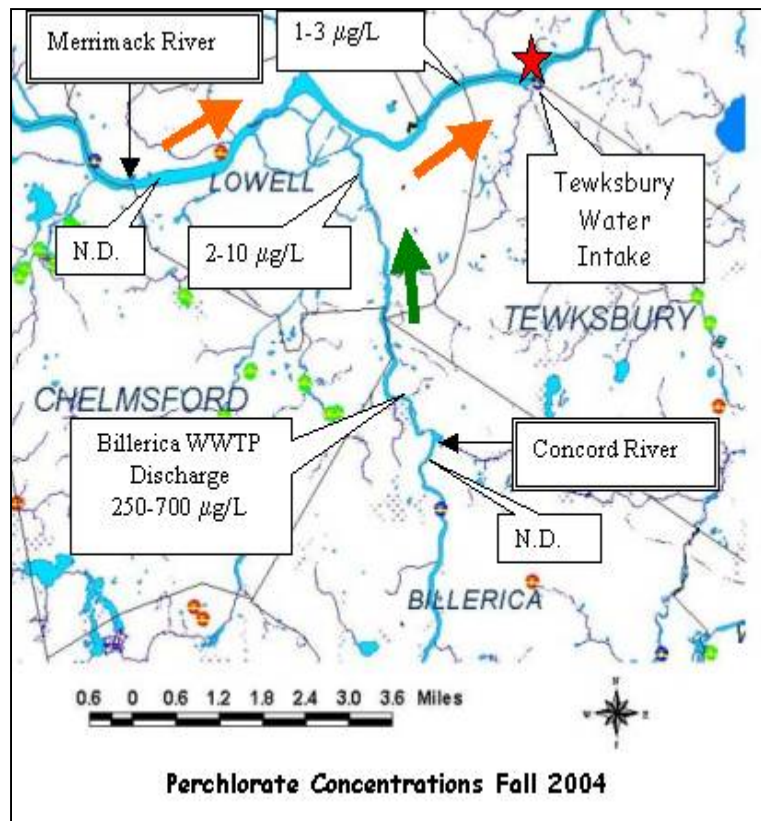 Merrimack River
1-3 µg/L
LOWELL
N.D.
2-10 µg/L
Tewksbury
Water
Intake
TEWKSBURY
CHELMSFORD
Billerica WWTP
Discharge
250-700 µg/L
Concord River
N.D.
BILLERICA
0.6 0 0.6 1.2 1.8 2.4 3.0 3.6 Miles
N
W E
Perchlorate Concentrations Fall 2004